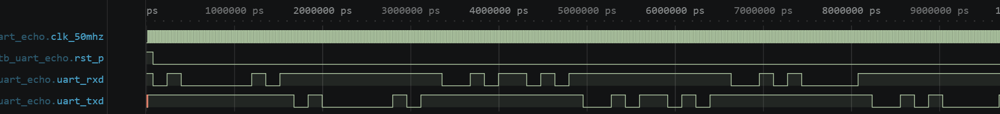 ps 1000000 ps 2000000 ps 3000000 ps 4000000 ps 5000000 ps 6000000 ps 7000000 ps 8000000 ps 9000000 ps 1
art_echo.clk_50mhz
tb_uart_echo.rst_p
uart_echo.uart_rxd
uart_echo.uart_txd